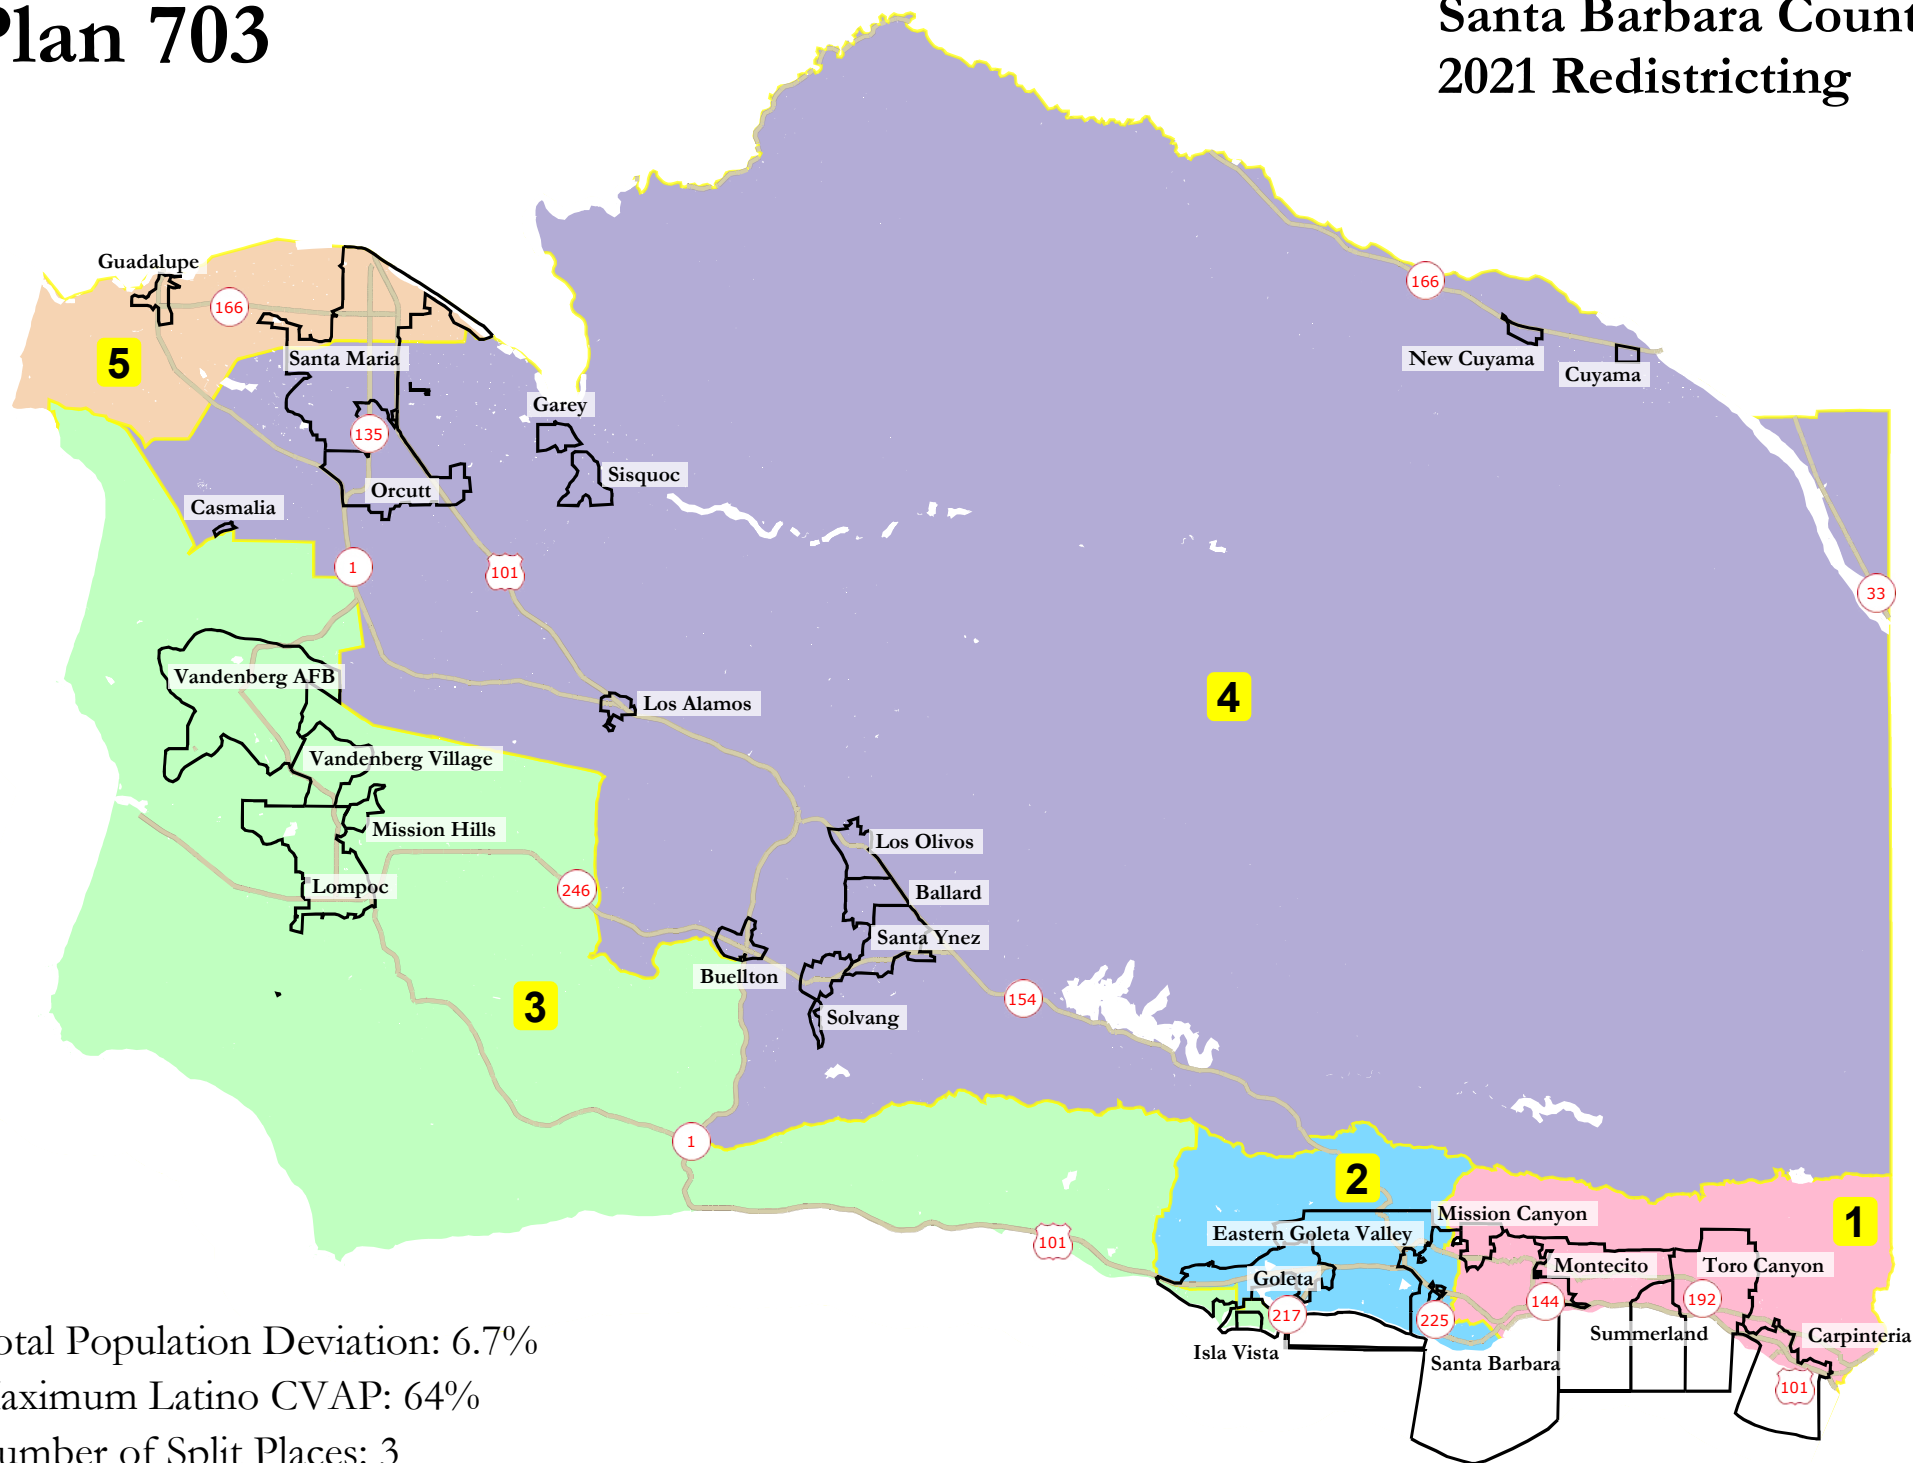 Plan 703
Santa Barbara Count
2021 Redistricting
Guadalupe
166
5
Santa Maria
135
Orcutt
Casmalia
Garey
Sisquoc
166
New Cuyama
Cuyama
33
1
101
Vandenberg AFB
Los Alamos
4
Vandenberg Village
Mission Hills
Lompoc
246
Los Olivos
Ballard
Santa Ynez
Buellton
Solvang
154
3
1
101
2
1
Mission Canyon
Eastern Goleta Valley
Goleta
Montecito
Toro Canyon
217
225
144
192
Isla Vista
Santa Barbara
Summerland
Carpinteria
101
otal Population Deviation: 6.7%
aximum Latino CVAP: 64%
umber of Split Places: 3